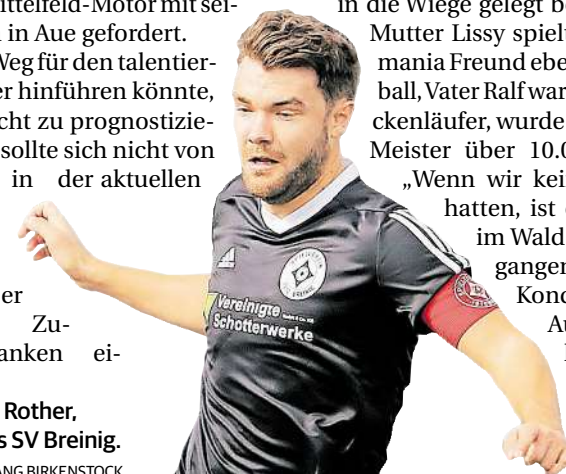 ittelfeld-Motor mit sei-
in Aue gefordert.
Weg für den talentier-
er hinführen könnte,
cht zu prognostizie-
sollte sich nicht von
in der aktuellen
er
Zu-
anken ei-
Rother,
s SV Breinig.
ANG BIRKENSTOCK
Vereinigte
Schotterwerke
in die Wiege gelegt be
Mutter Lissy spielt
mania Freund ebe
ball, Vater Ralf war
ckenläufer, wurde
Meister über 10.0
„Wenn wir kei
hatten, ist
im Wald
gangen
Kond
Au